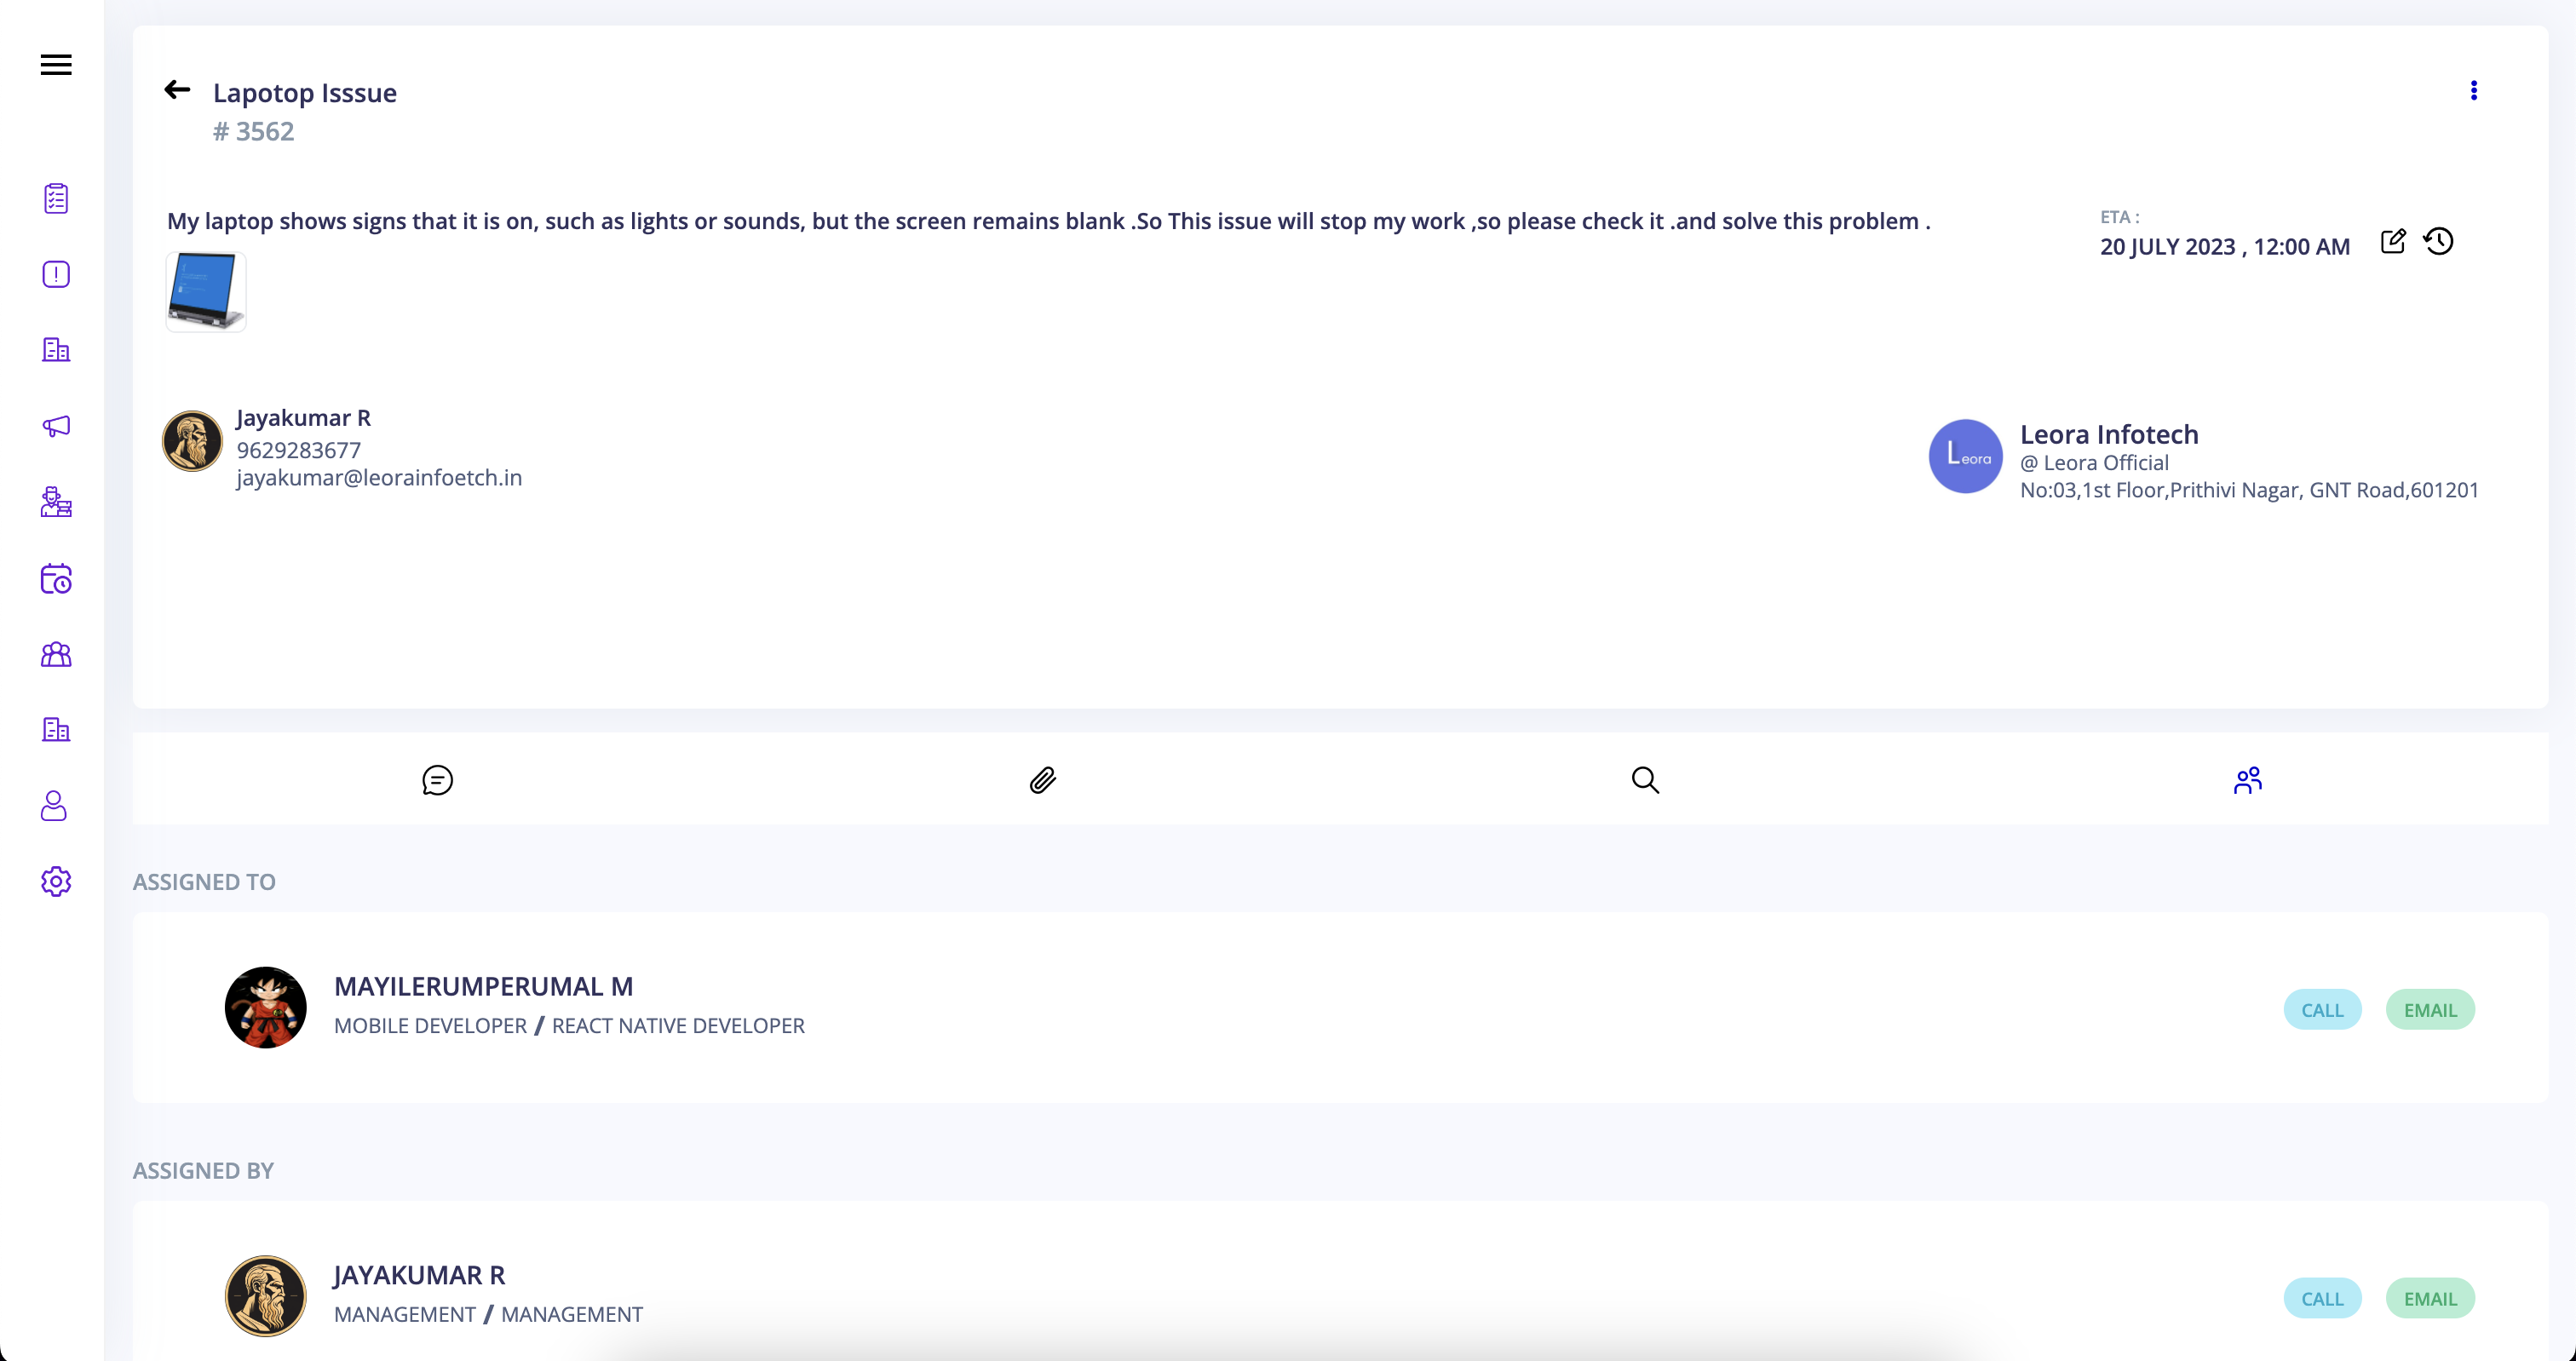 Lapotop Isssue
# 3562
My laptop shows signs that it is on, such as lights or sounds, but the screen remains blank .So This issue will stop my work ,so please check it .and solve this problem .
ETA :
20 JULY 2023 , 12:00 AM
Jayakumar R
9629283677
jayakumar@leorainfoetch.in
Leora
Leora Infotech
@ Leora Official
No:03,1st Floor,Prithivi Nagar, GNT Road,601201
ASSIGNED TO
MAYILERUMPERUMAL M
MOBILE DEVELOPER / REACT NATIVE DEVELOPER
CALL
EMAIL
ASSIGNED BY
JAYAKUMAR R
MANAGEMENT / MANAGEMENT
CALL
EMAIL